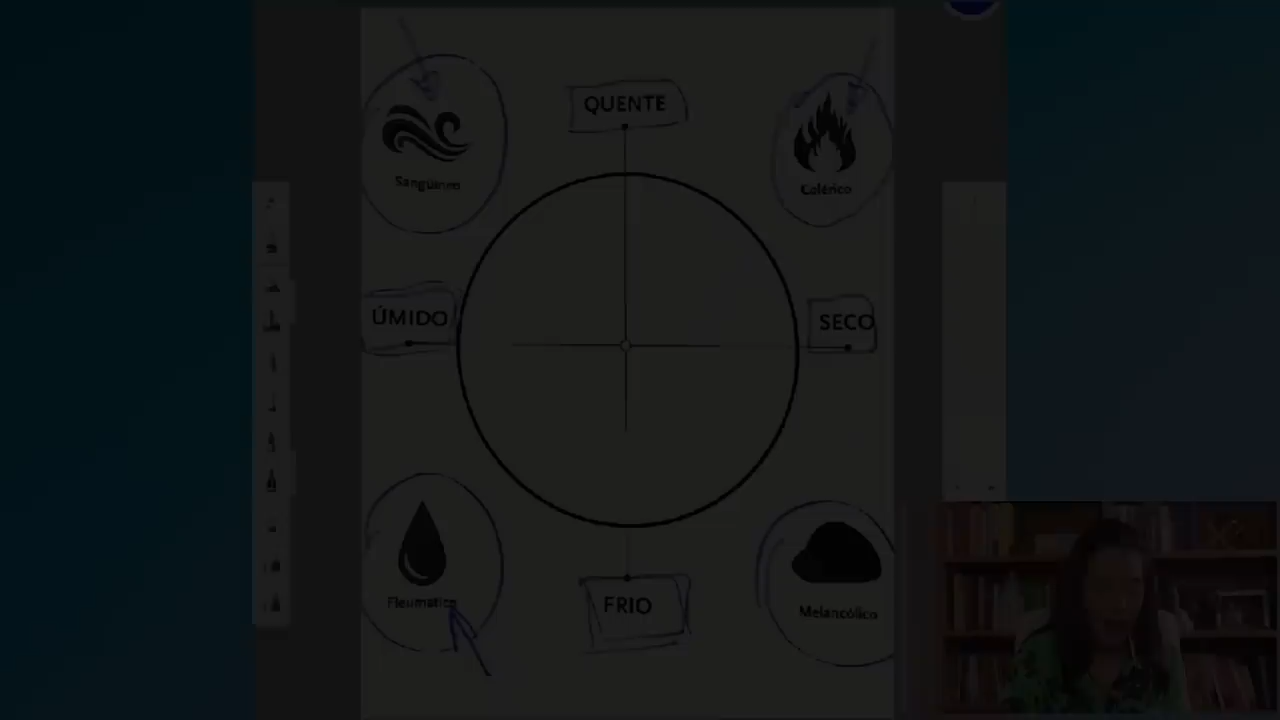 QUENTE
Sanguíneo
Colérico
ÚMIDO
SECO
Fleumático
FRIO
Melancólico